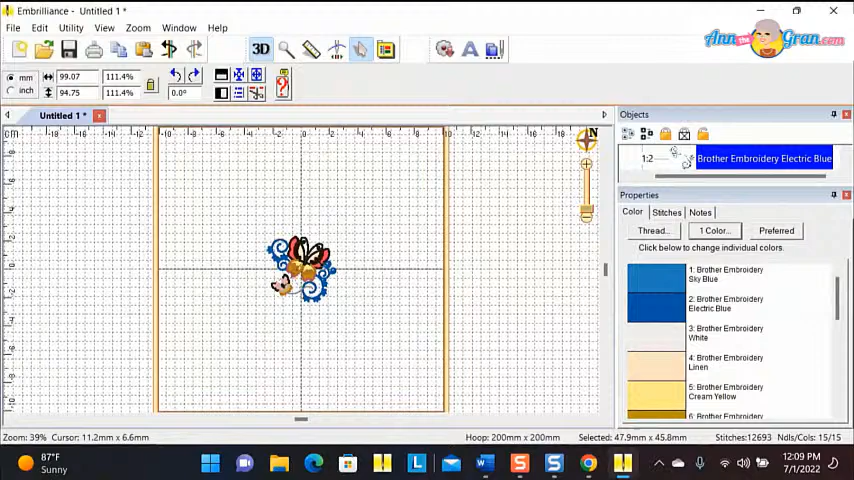 Embrilliance - Untitled 1 *
File Edit Utility View Zoom Window Help
3D
Ann the Gran.com
mm 99.07 111.4%
inch 94.75 111.4% 0.0°
Untitled 1 *
cm
N
Objects
1:2 Brother Embroidery Electric Blue
Properties
Color Stitches Notes
Thread... 1 Color... Preferred
Click below to change individual colors.
1: Brother Embroidery
Sky Blue
2: Brother Embroidery
Electric Blue
3: Brother Embroidery
White
4: Brother Embroidery
Linen
5: Brother Embroidery
Cream Yellow
6: Brother Embroidery
Zoom: 39% Cursor: 11.2mm x 6.6mm Hoop: 200mm x 200mm Selected: 47.9mm x 45.8mm Stitches:12693 Ndls/Cols: 15/15
87°F
Sunny
12:09 PM
7/1/2022